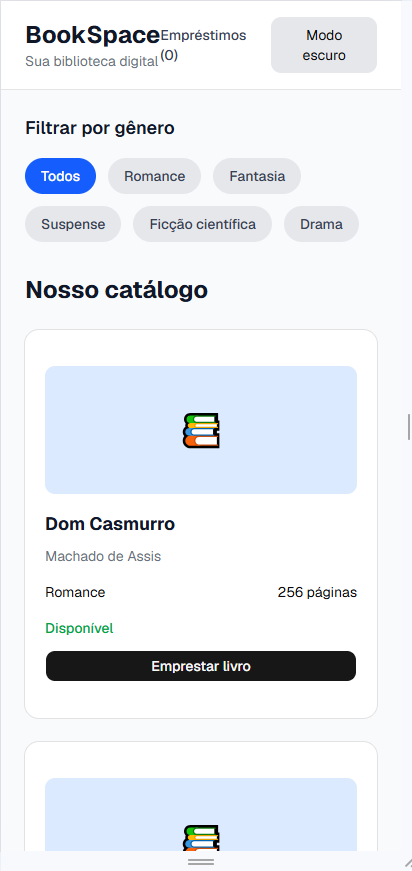 BookSpace
Sua biblioteca digital
Empréstimos
(0)
Modo
escuro
Filtrar por gênero
Todos
Romance
Fantasia
Suspense
Ficção científica
Drama
Nosso catálogo
Dom Casmurro
Machado de Assis
Romance
256 páginas
Disponível
Emprestar livro